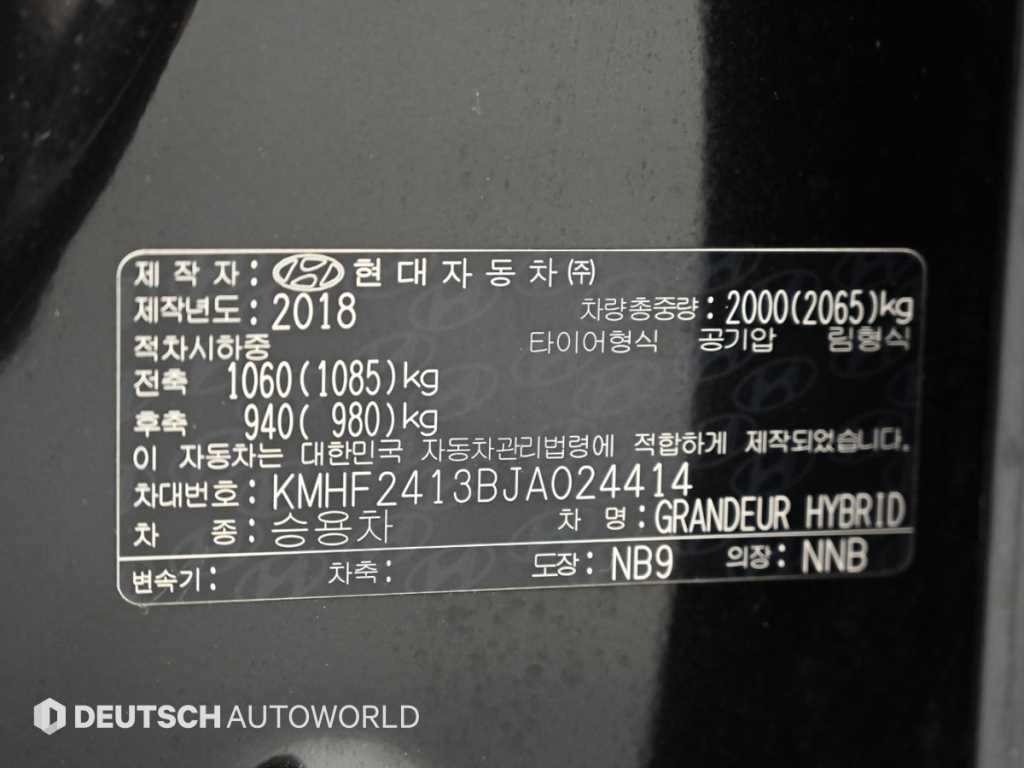 제 작 자 : 현 대 자 동 차 ㈜
제작년도 : 2018 차량총중량 : 2000(2065)kg
적차시하중 타이어형식 공기압 림형식
전축 1060(1085)kg
후축 940( 980)kg
이 자동차는 대한민국 자동차관리법령에 적합하게 제작되었습니다.
차대번호 : KMHF2413BJA024414
차 종 : 승용차 차 명 : GRANDEUR HYBRID
변속기 : 차축 : 도장 : NB9 의장 : NNB
DEUTSCH AUTOWORLD